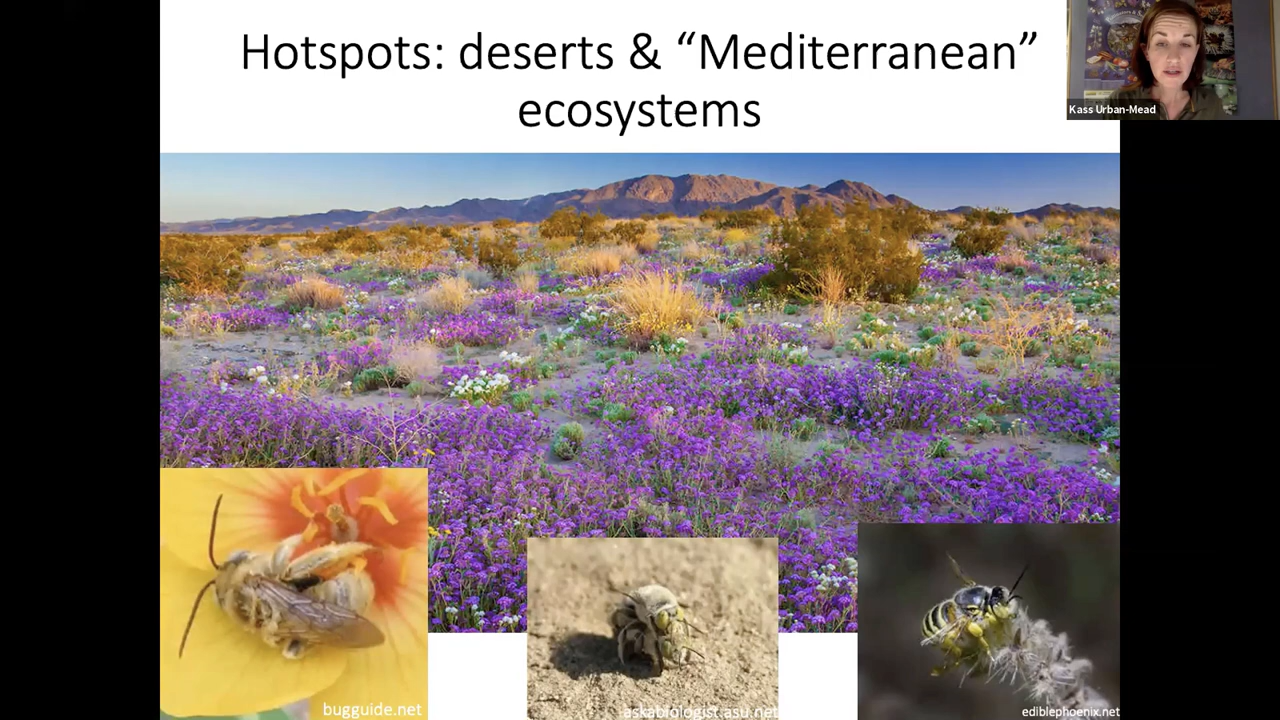 Hotspots: deserts & “Mediterranean”
ecosystems
Kass Urban-Mead
bugguide.net
askabiologist.asu.net
ediblephoenix.net